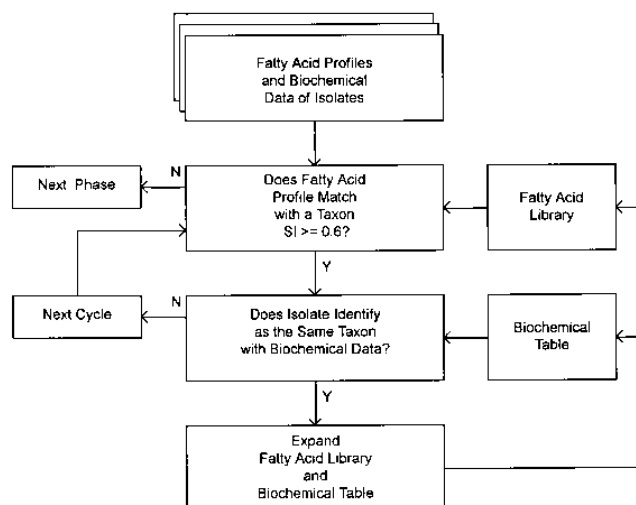 Fatty Acid Profiles
and Biochemical
Data of Isolates
N
Next Phase
Does Fatty Acid
Profile Match
with a Taxon
SI >= 0.6?
Fatty Acid
Library
Y
N
Next Cycle
Does Isolate Identify
as the Same Taxon
with Biochemical Data?
Biochemical
Table
Y
Expand
Fatty Acid Library
and
Biochemical Table